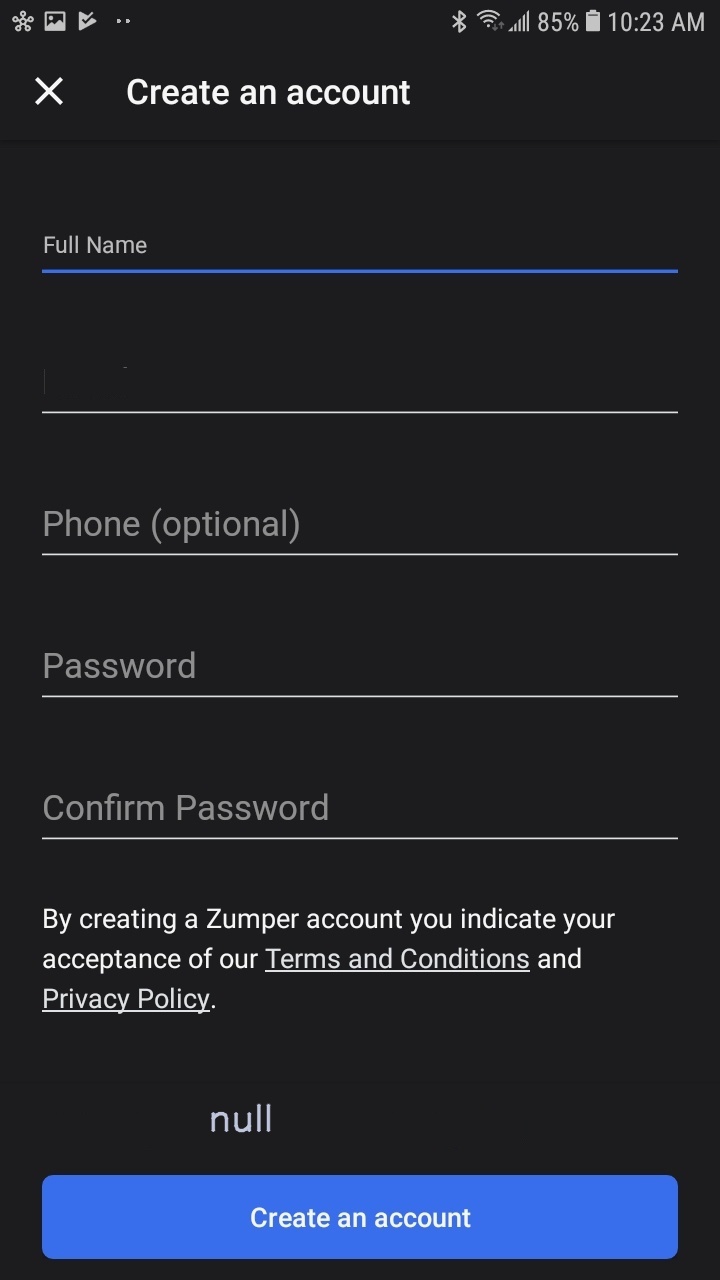 85% 10:23 AM
Create an account
Full Name
Phone (optional)
Password
Confirm Password
By creating a Zumper account you indicate your
acceptance of our Terms and Conditions and
Privacy Policy.
null
Create an account